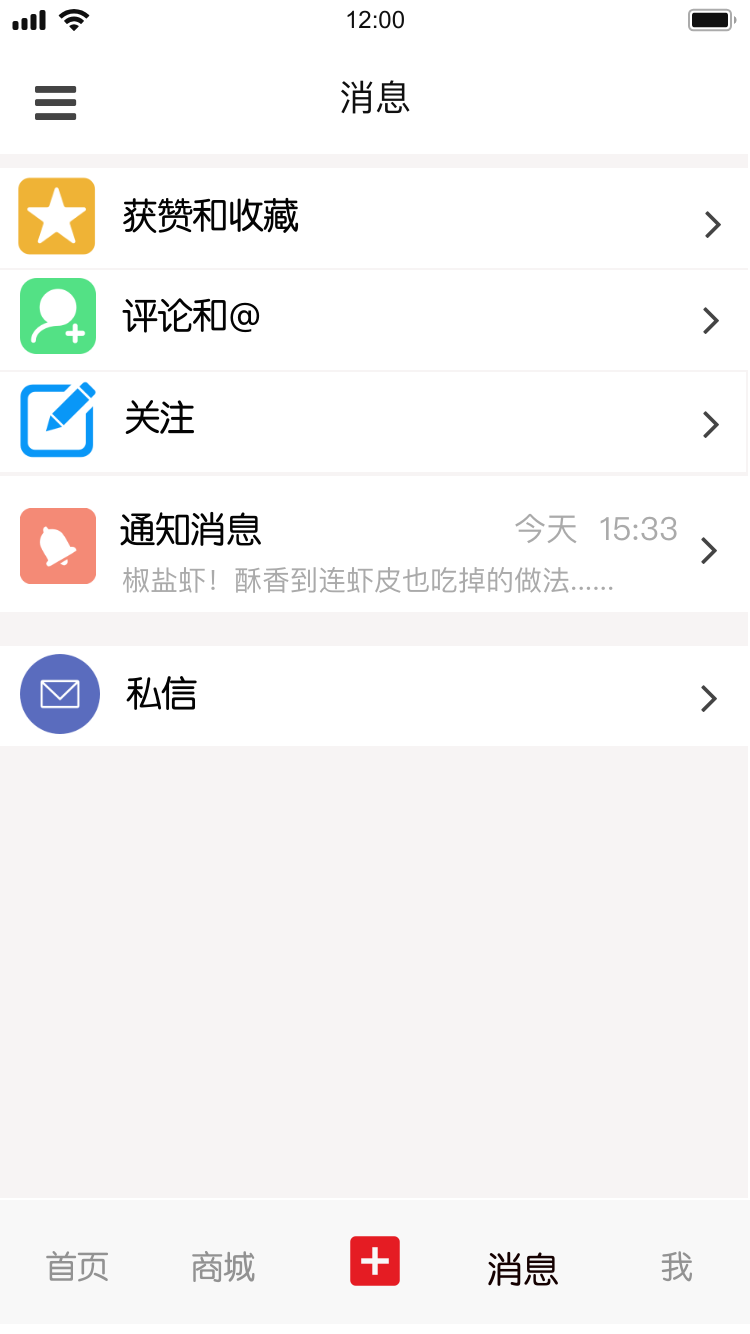 12:00
消息
获赞和收藏
评论和@
关注
通知消息 今天 15:33
椒盐虾！酥香到连虾皮也吃掉的做法......
私信
首页 商城 消息 我